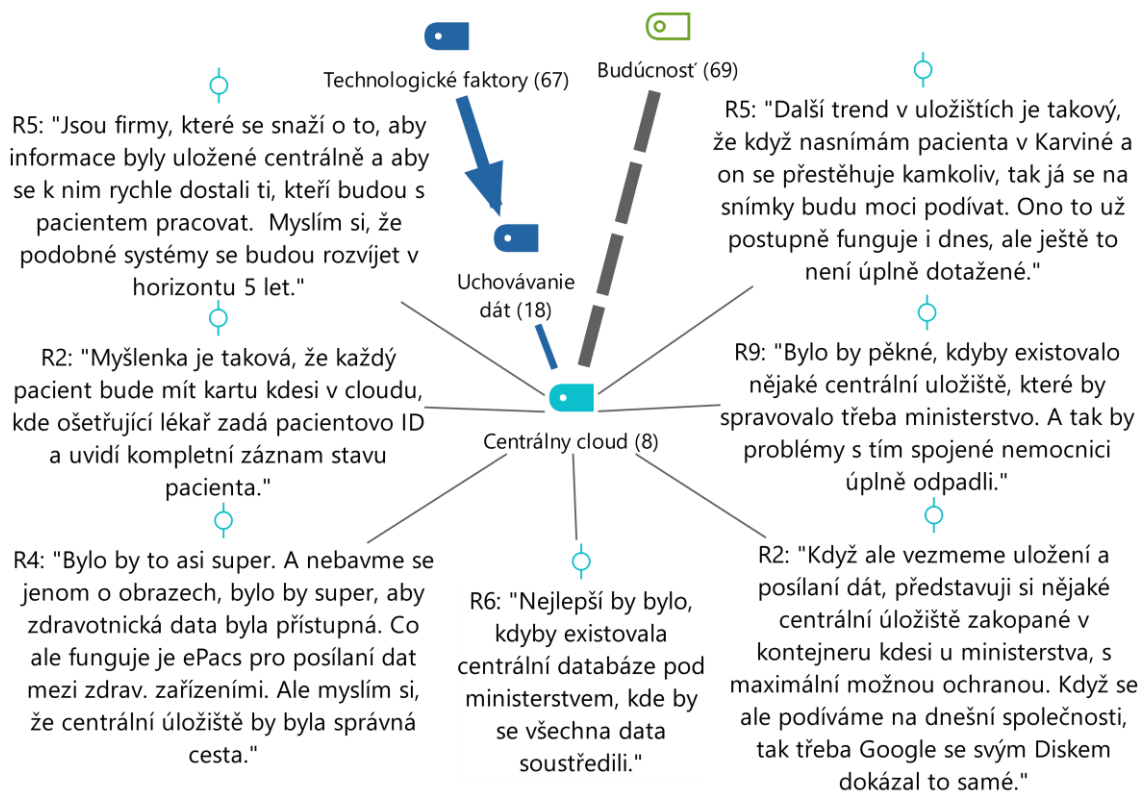 Technologické faktory (67)
Budúcnosť (69)
R5: "Jsou firmy, které se snaží o to, aby
informace byly uložené centrálně a aby
se k nim rychle dostali ti, kteří budou s
pacientem pracovat.  Myslím si, že
podobné systémy se budou rozvíjet v
horizontu 5 let."
R5: "Další trend v uložištích je takový,
že když nasnímám pacienta v Karviné a
on se přestěhuje kamkoliv, tak já se na
snímky budu moci podívat. Ono to už
postupně funguje i dnes, ale ještě to
není úplně dotažené."
Uchovávanie
dát (18)
R2: "Myšlenka je taková, že každý
pacient bude mít kartu kdesi v cloudu,
kde ošetřující lékař zadá pacientovo ID
a uvidí kompletní záznam stavu
pacienta."
Centrálny cloud (8)
R9: "Bylo by pěkné, kdyby existovalo
nějaké centrální uložiště, které by
spravovalo třeba ministerstvo. A tak by
problémy s tím spojené nemocnici
úplně odpadli."
R4: "Bylo by to asi super. A nebavme se
jenom o obrazech, bylo by super, aby
zdravotnická data byla přístupná. Co
ale funguje je ePacs pro posílaní dat
mezi zdrav. zařízeními. Ale myslím si,
že centrální úložiště by byla správná
cesta."
R6: "Nejlepší by bylo,
kdyby existovala
centrální databáze pod
ministerstvem, kde by
se všechna data
soustředili."
R2: "Když ale vezmeme uložení a
posílaní dát, představuji si nějaké
centrální úložiště zakopané v
kontejneru kdesi u ministerstva, s
maximální možnou ochranou. Když se
ale podíváme na dnešní společnosti,
tak třeba Google se svým Diskem
dokázal to samé."